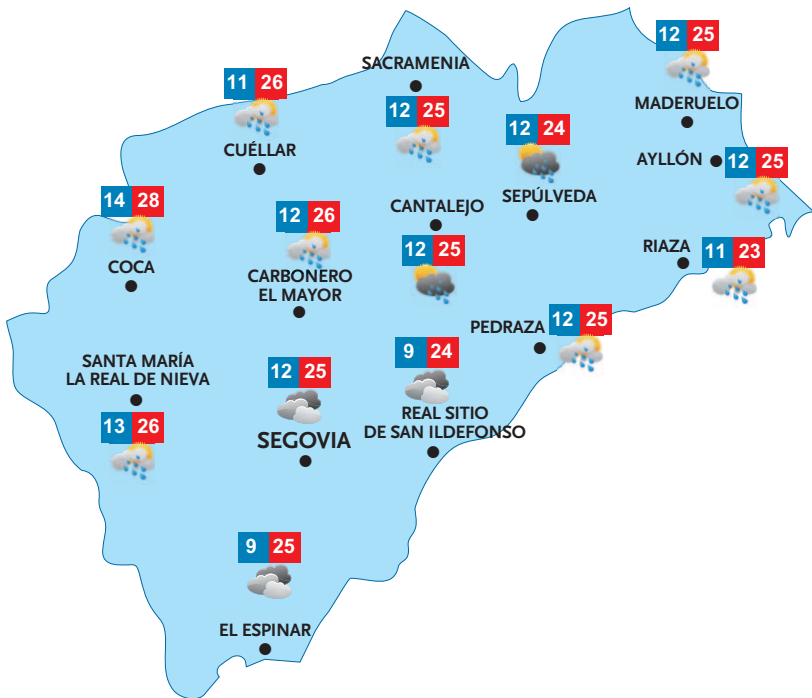 12 25
MADERUELO
SACRAMENIA
12 25
11 26
CUÉLLAR
12 24
SEPÚLVEDA
AYLLÓN
12 25
14 28
COCA
12 26
CARBONERO
EL MAYOR
CANTALEJO
12 25
RIAZA
11 23
PEDRAZA
12 25
SANTA MARÍA
LA REAL DE NIEVA
13 26
12 25
SEGOVIA
9 24
REAL SITIO
DE SAN ILDEFONSO
9 25
EL ESPINAR